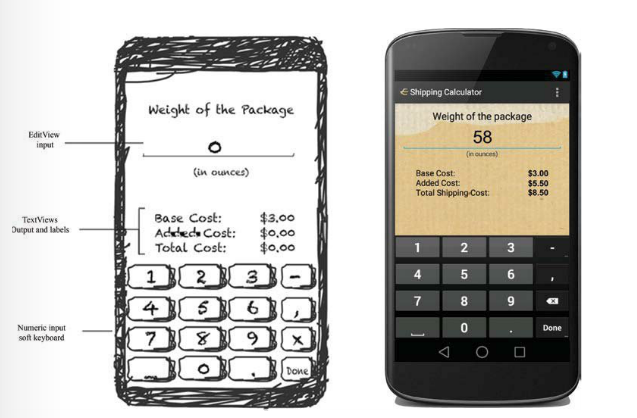 EditView
input
TextViews
Output and labels
Numeric input
soft keyboard
Weight of the Package
0
(in ounces)
Base Cost: $3.00
Added Cost: $0.00
Total Cost: $0.00
1 2 3 -
4 5 6 ,
7 8 9 x
_ 0 . Done
Shipping Calculator
Weight of the package
58
(in ounces)
Base Cost: $3.00
Added Cost: $5.50
Total Shipping-Cost: $8.50
1 2 3 -
4 5 6 ,
7 8 9
0 . Done